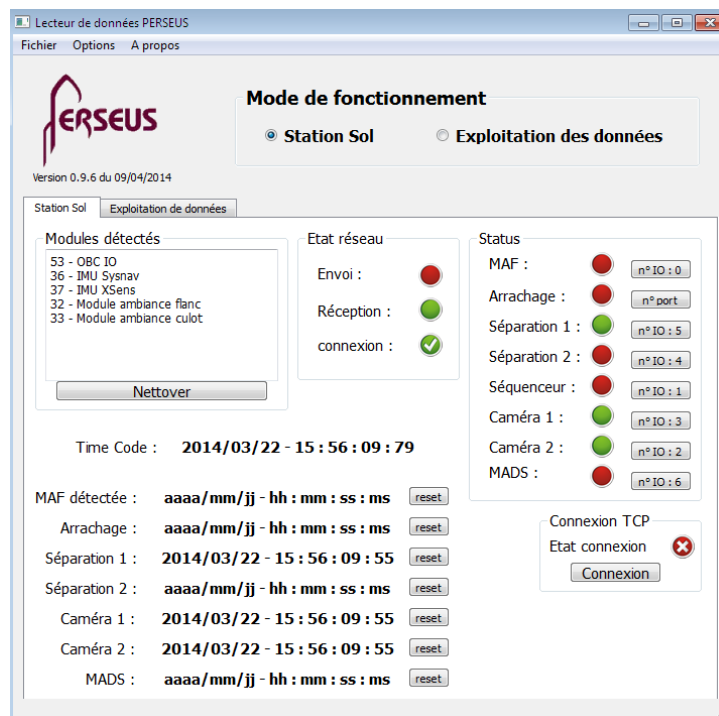 Lecteur de données PERSEUS
Fichier Options A propos
PERSEUS
Mode de fonctionnement
Station Sol Exploitation des données
Version 0.9.6 du 09/04/2014
Station Sol Exploitation de données
Modules détectés
53 - OBC IO
36 - IMU Sysnav
37 - IMU XSens
32 - Module ambiance flanc
33 - Module ambiance culot
Nettover
Etat réseau
Envoi :
Réception :
connexion :
Status
MAF : n° IO : 0
Arrachage : n° port
Séparation 1 : n° IO : 5
Séparation 2 : n° IO : 4
Séquenceur : n° IO : 1
Caméra 1 : n° IO : 3
Caméra 2 : n° IO : 2
MADS : n° IO : 6
Time Code : 2014/03/22 - 15 : 56 : 09 : 79
MAF détectée : aaaa/mm/jj - hh : mm : ss : ms reset
Arrachage : aaaa/mm/jj - hh : mm : ss : ms reset
Séparation 1 : 2014/03/22 - 15 : 56 : 09 : 55 reset
Séparation 2 : aaaa/mm/jj - hh : mm : ss : ms reset
Caméra 1 : 2014/03/22 - 15 : 56 : 09 : 55 reset
Caméra 2 : 2014/03/22 - 15 : 56 : 09 : 55 reset
MADS : aaaa/mm/jj - hh : mm : ss : ms reset
Connexion TCP
Etat connexion
Connexion